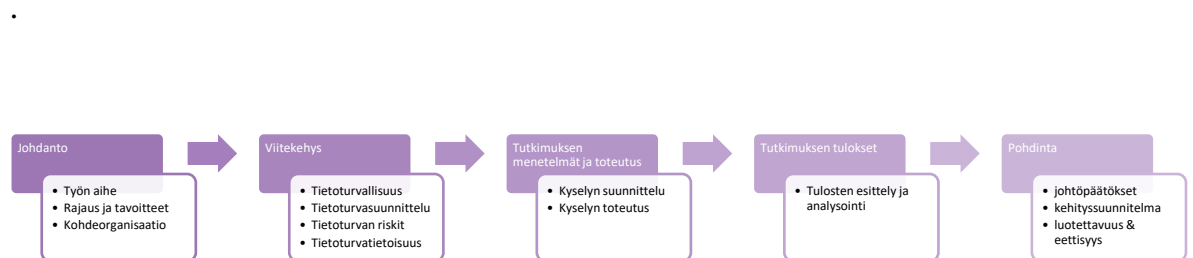 •
Johdanto
• Työn aihe
• Rajaus ja tavoitteet
• Kohdeorganisaatio
Viitekehys
• Tietoturvallisuus
• Tietoturvasuunnittelu
• Tietoturvan riskit
• Tietoturvatietoisuus
Tutkimuksen
menetelmät ja toteutus
• Kyselyn suunnittelu
• Kyselyn toteutus
Tutkimuksen tulokset
• Tulosten esittely ja
analysointi
Pohdinta
• johtöpäätökset
• kehityssuunnitelma
• luotettavuus &
eettisyys